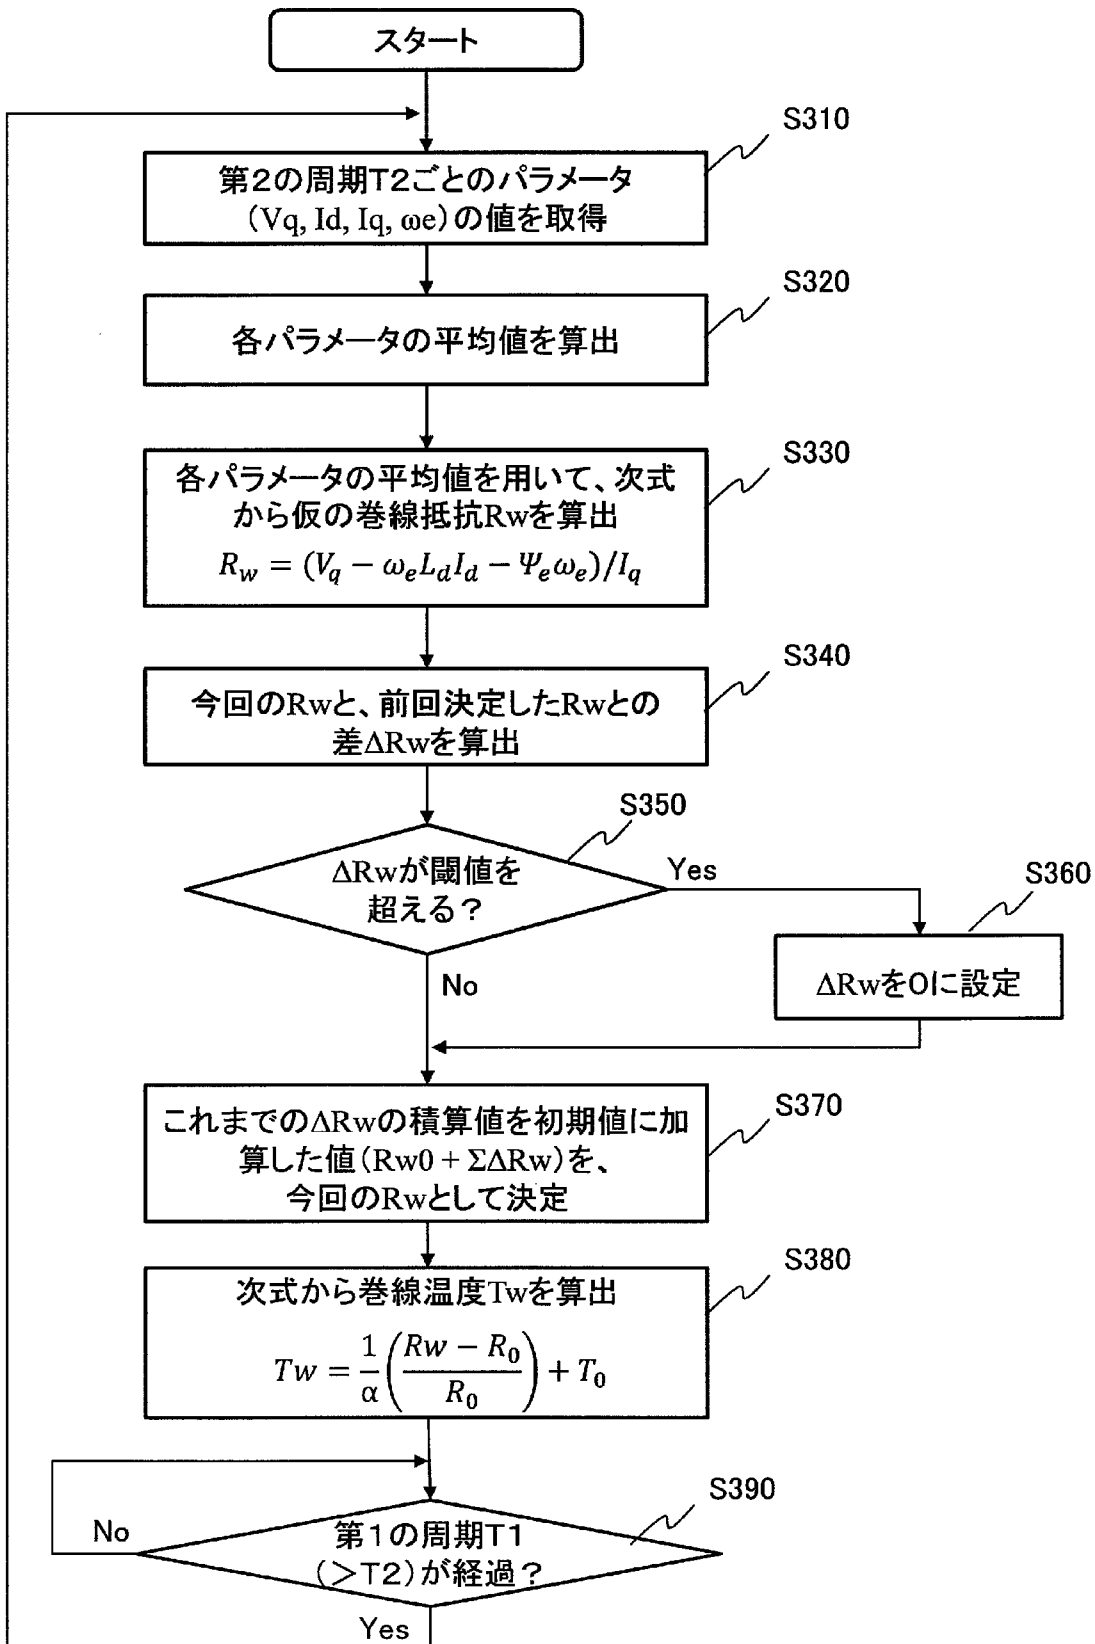 スタート
S310
第2の周期T2ごとのパラメータ
（Vq, Id, Iq, ωe）の値を取得
S320
各パラメータの平均値を算出
S330
各パラメータの平均値を用いて、次式
から仮の巻線抵抗Rwを算出
R_w = (V_q − ω_e L_d I_d − Ψ_e ω_e)/I_q
S340
今回のRwと、前回決定したRwとの
差ΔRwを算出
S350
ΔRwが閾値を
超える？
Yes
S360
ΔRwを0に設定
No
S370
これまでのΔRwの積算値を初期値に加
算した値（Rw0 + ΣΔRw）を、
今回のRwとして決定
S380
次式から巻線温度Twを算出
Tw = \frac{1}{α} \left( \frac{Rw − R_0}{R_0} \right) + T_0
S390
第1の周期T1
（＞T2）が経過？
No
Yes